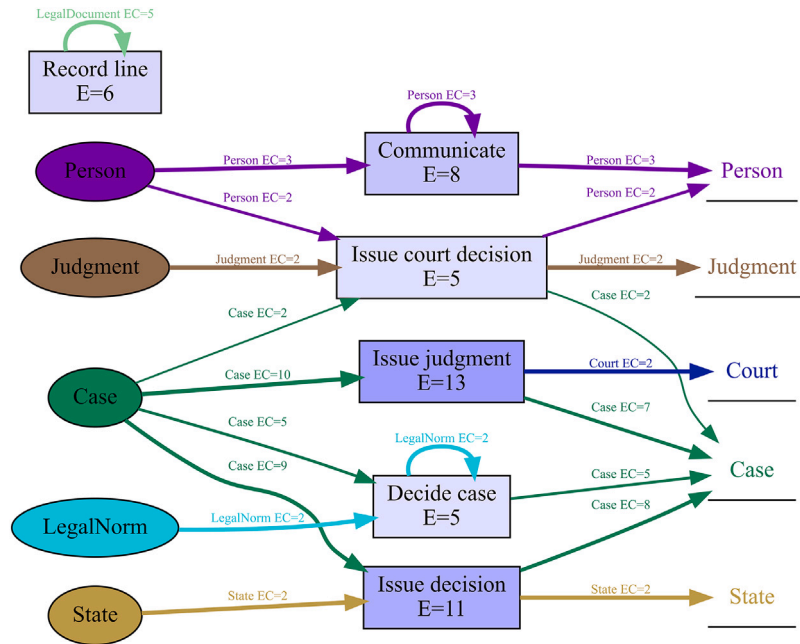 LegalDocument EC=5
Record line
E=6
Person EC=3
Person
Person EC=3
Communicate
E=8
Person EC=3
Person
Person EC=2
Person EC=2
Judgment
Judgment EC=2
Issue court decision
E=5
Judgment EC=2
Judgment
Case EC=2
Case EC=2
Case
Case EC=10
Issue judgment
E=13
Court EC=2
Court
Case EC=5
Case EC=7
Case EC=9
LegalNorm EC=2
Decide case
E=5
Case EC=5
Case
Case EC=8
LegalNorm
LegalNorm EC=2
State
State EC=2
Issue decision
E=11
State EC=2
State